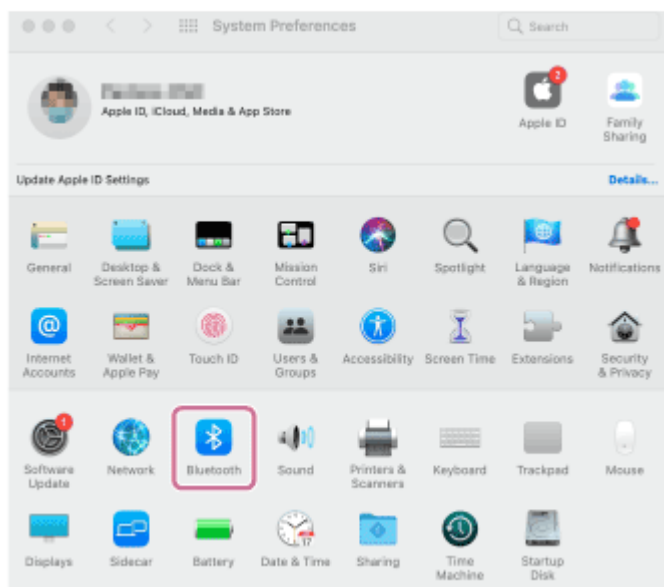 System Preferences
Search
Apple ID, iCloud, Media & App Store
2
Apple ID
Family
Sharing
Update Apple ID Settings
Details...
General
Desktop &
Screen Saver
Dock &
Menu Bar
Mission
Control
Siri
Spotlight
Language
& Region
Notifications
Internet
Accounts
Wallet &
Apple Pay
Touch ID
Users &
Groups
Accessibility
Screen Time
Extensions
Security
& Privacy
1
Software
Update
Network
Bluetooth
Sound
Printers &
Scanners
Keyboard
Trackpad
Mouse
Displays
Sidecar
Battery
17
Date & Time
Sharing
Time
Machine
Startup
Disk